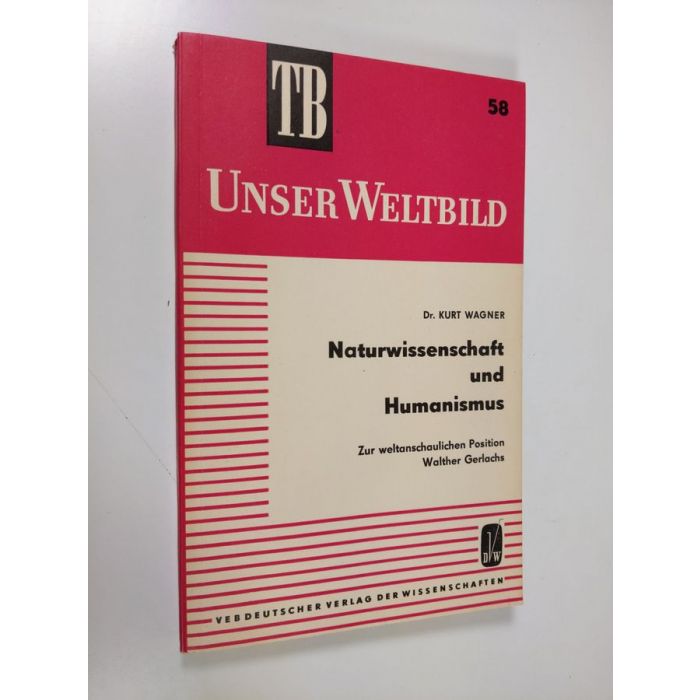 TB
58
UNSER WELTBILD
Dr. KURT WAGNER
Naturwissenschaft
und
Humanismus
Zur weltanschaulichen Position
Walther Gerlachs
D V W
VEB DEUTSCHER VERLAG DER WISSENSCHAFTEN